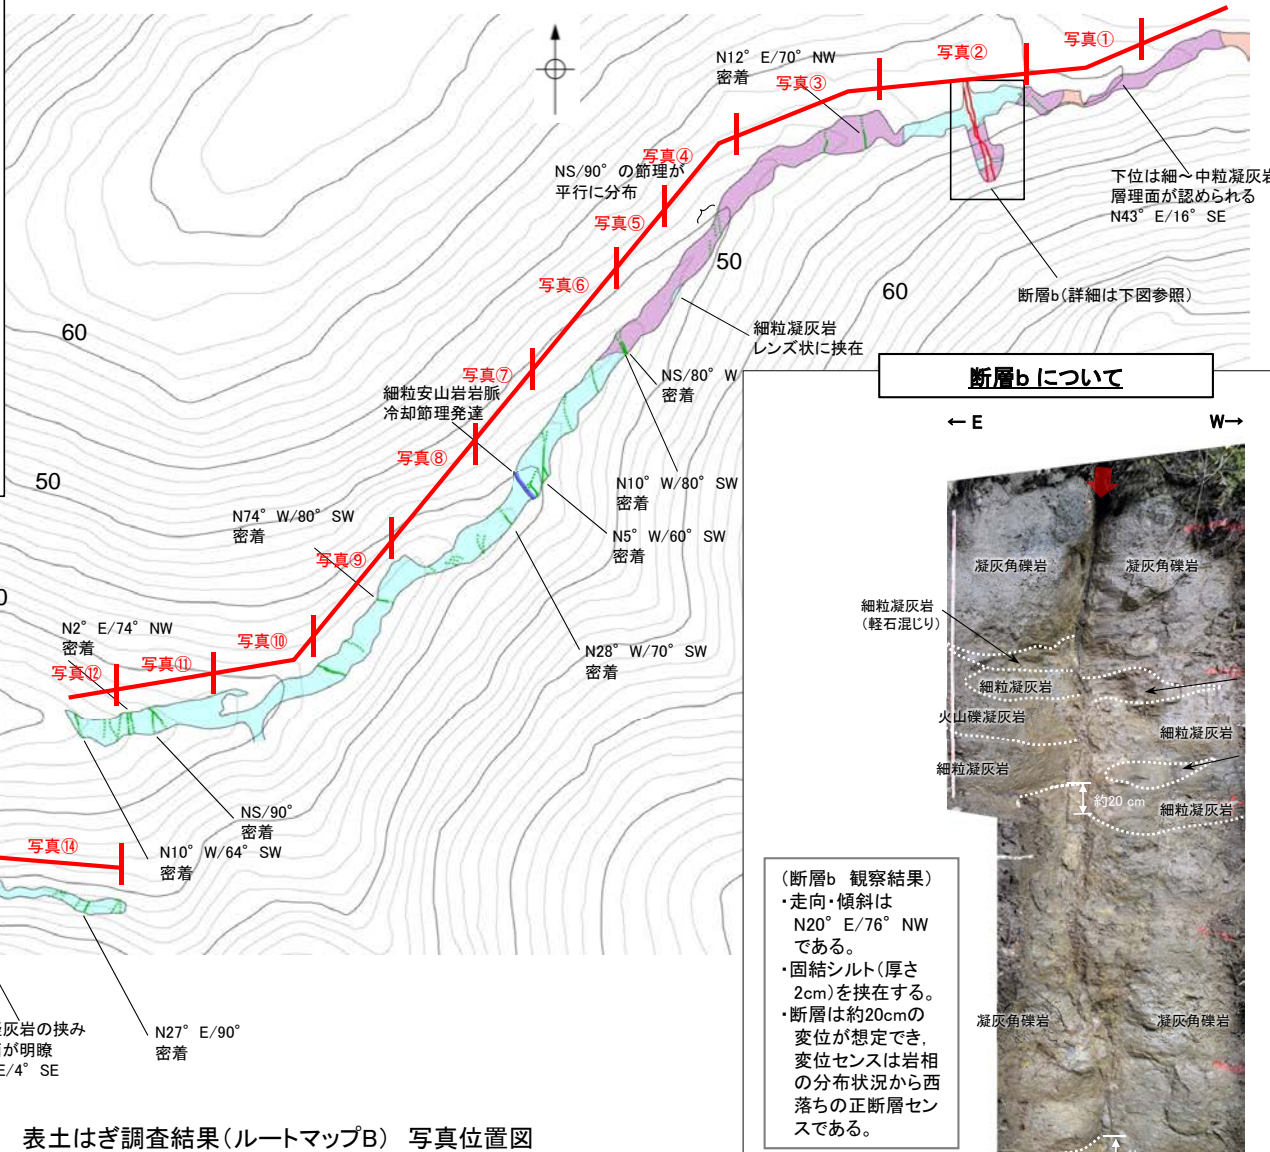 写真①
写真②
N12° E/70° NW
密着
写真③
写真④
NS/90° の節理が
平行に分布
下位は細～中粒凝灰岩
層理面が認められる
N43° E/16° SE
写真⑤
50
写真⑥
60
断層b(詳細は下図参照)
60
細粒凝灰岩
レンズ状に挟在
写真⑦
NS/80° W
密着
細粒安山岩岩脈
冷却節理発達
写真⑧
50
N10° W/80° SW
密着
N74° W/80° SW
密着
N5° W/60° SW
密着
写真⑨
0
N2° E/74° NW
密着
写真⑩
写真⑪
写真⑫
N28° W/70° SW
密着
NS/90°
密着
N10° W/64° SW
密着
写真⑭
灰岩の挟み
が明瞭
E/4° SE
N27° E/90°
密着
表土はぎ調査結果(ルートマップB) 写真位置図
断層b について
← E
W→
凝灰角礫岩
凝灰角礫岩
細粒凝灰岩
(軽石混じり)
細粒凝灰岩
火山礫凝灰岩
細粒凝灰岩
細粒凝灰岩
約20 cm
細粒凝灰岩
(断層b 観察結果)
・走向・傾斜は
N20° E/76° NW
である。
・固結シルト(厚さ
2cm)を挟在する。
・断層は約20cmの
変位が想定でき,
変位センスは岩相
の分布状況から西
落ちの正断層セン
スである。
凝灰角礫岩
凝灰角礫岩